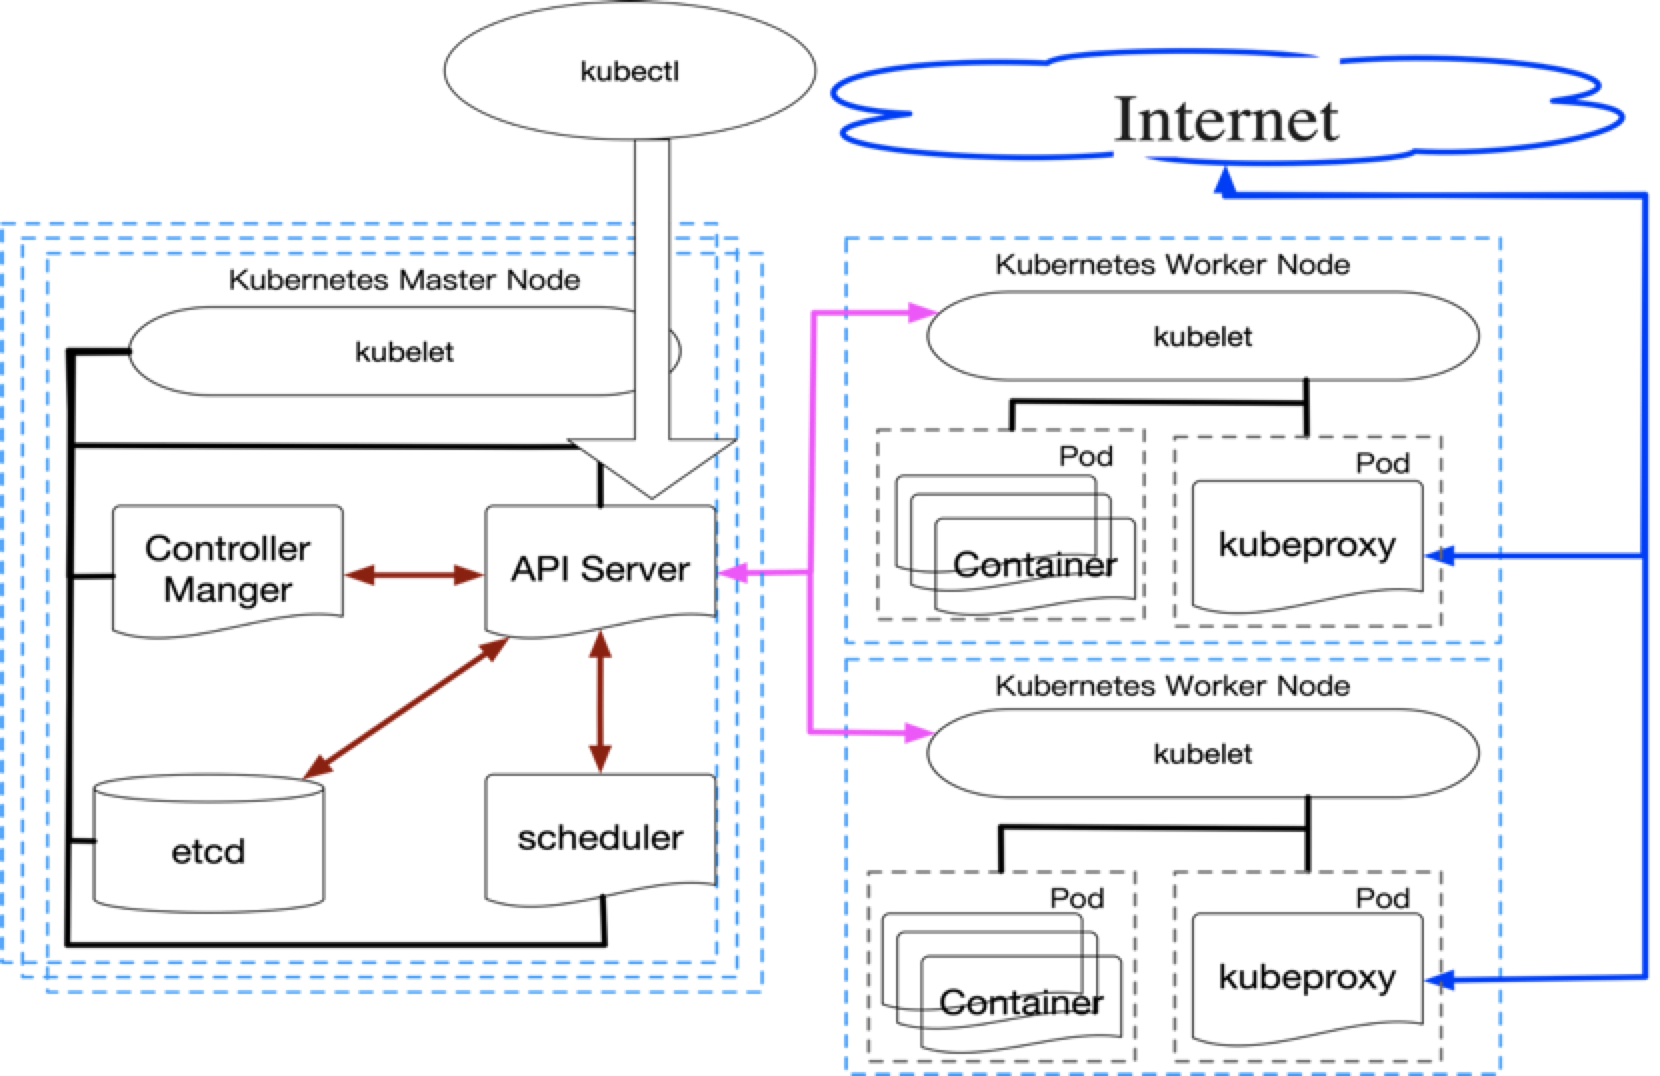 kubectl
Internet
Kubernetes Master Node
kubelet
Controller
Manger
API Server
etcd
scheduler
Kubernetes Worker Node
kubelet
Pod
Container
Pod
kubeproxy
Kubernetes Worker Node
kubelet
Pod
Container
Pod
kubeproxy